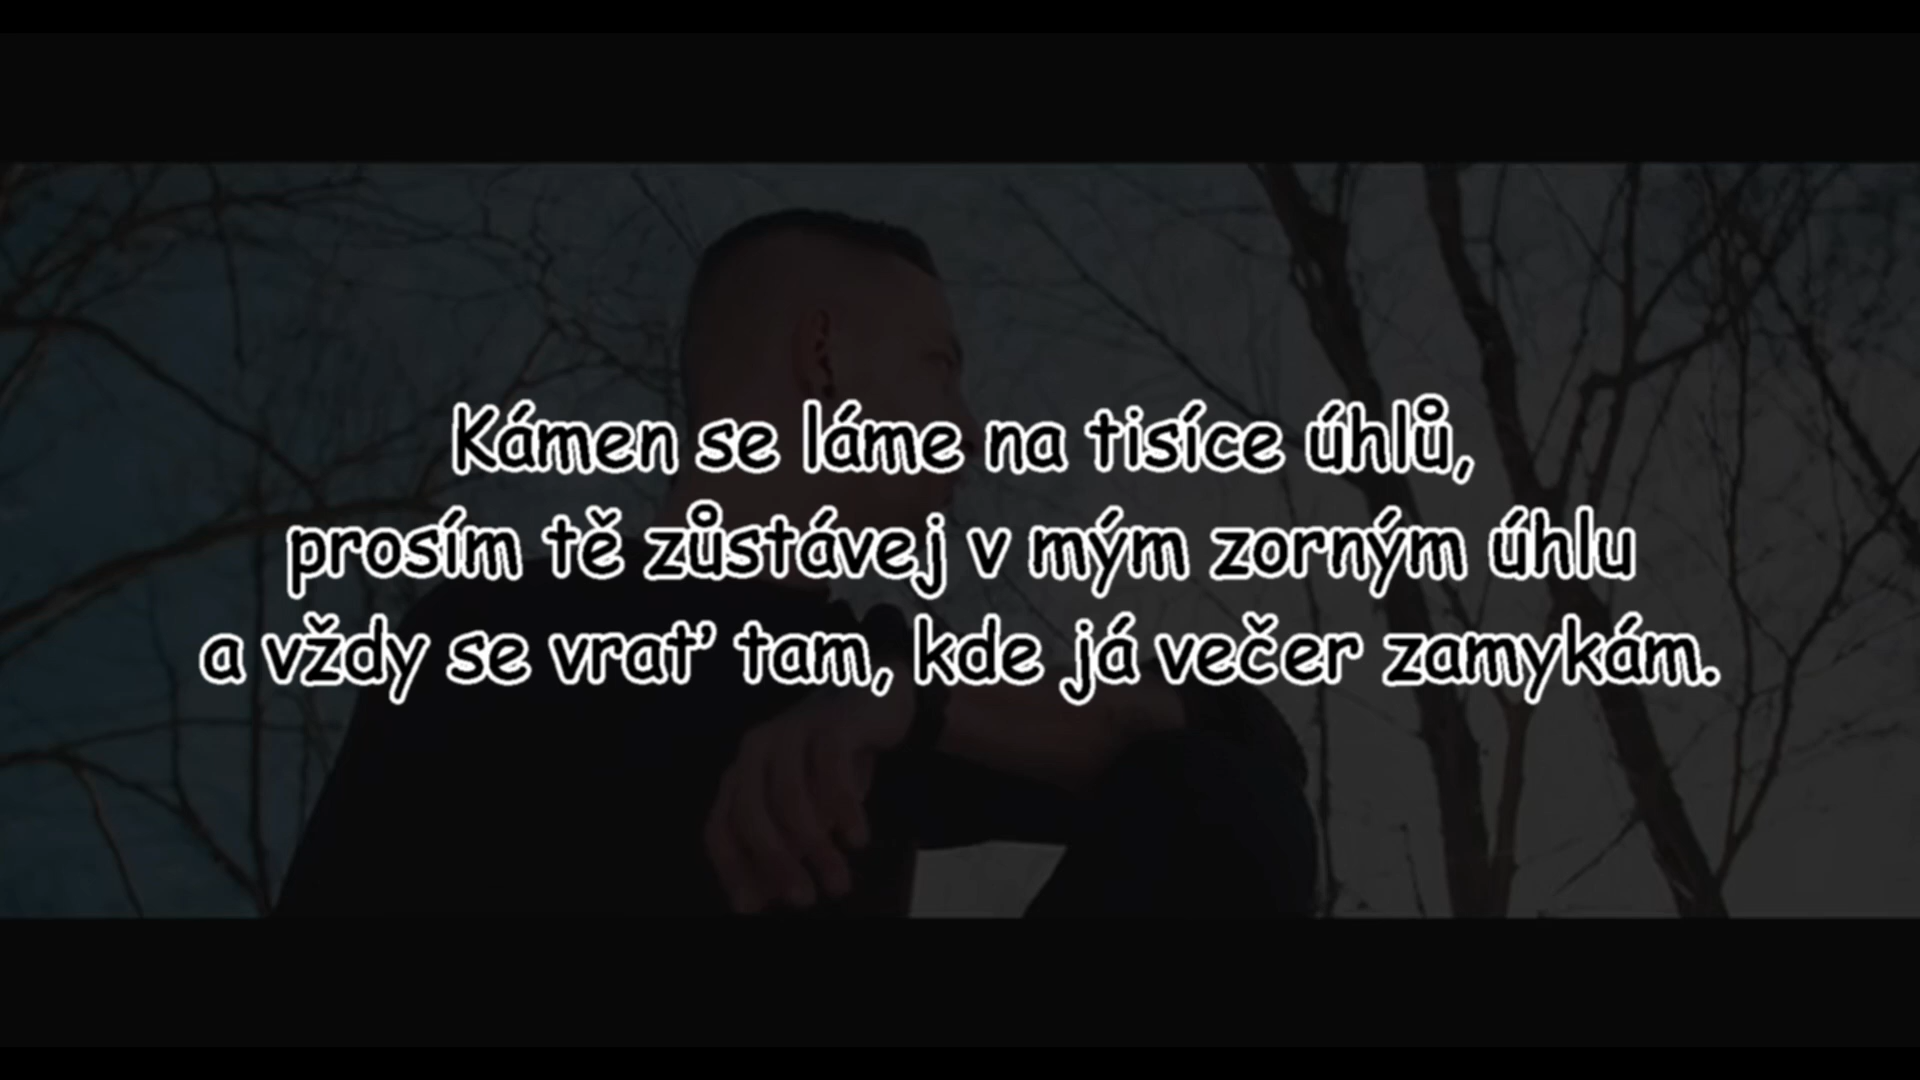 Kámen se láme na tisíce úhlů,
prosím tě zůstávej v mým zorným úhlu
a vždy se vrať tam, kde já večer zamykám.